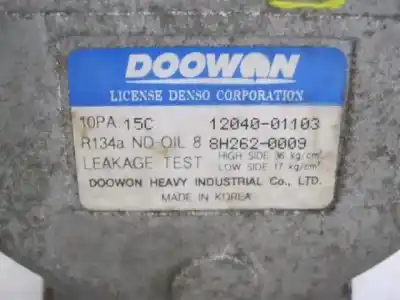 DOOWON
LICENSE DENSO CORPORATION
10PA 15C 12040-01103
R134a ND-OIL 8 8H262-0009
LEAKAGE TEST HIGH SIDE 36 kg/cm²
LOW SIDE 17 kg/cm²
DOOWON HEAVY INDUSTRIAL Co., LTD.
MADE IN KOREA